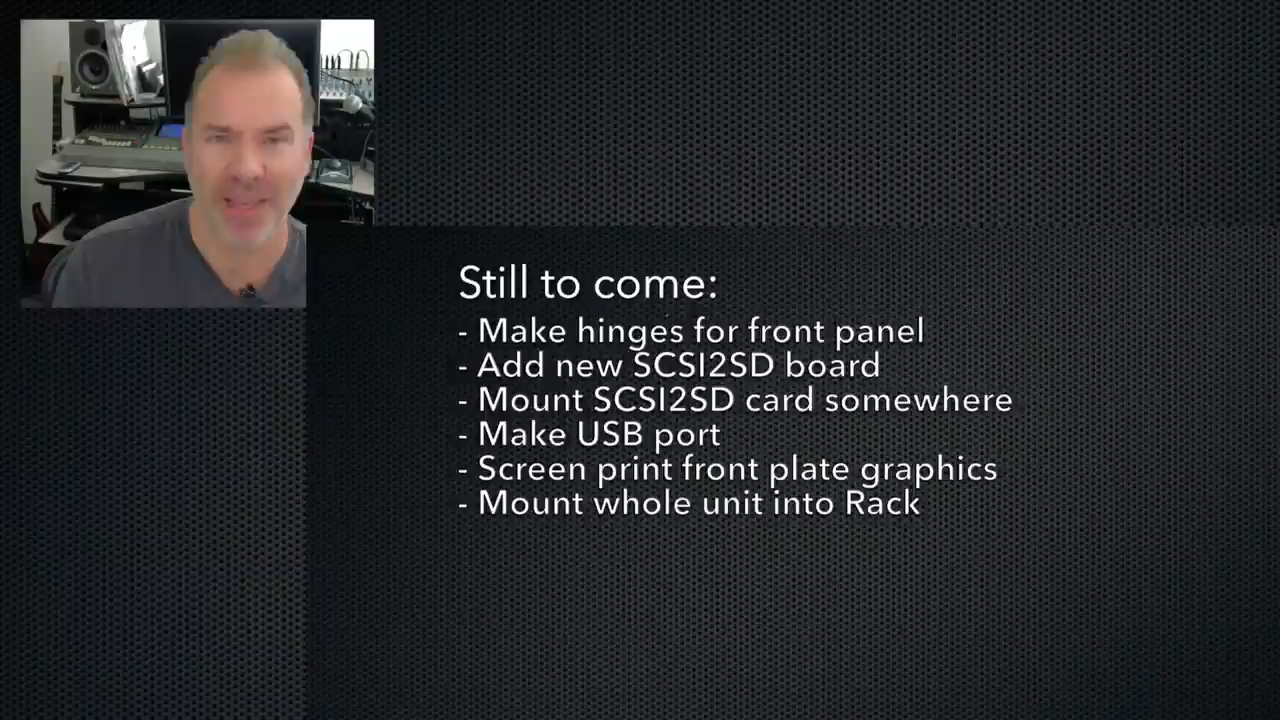 Still to come:
- Make hinges for front panel
- Add new SCSI2SD board
- Mount SCSI2SD card somewhere
- Make USB port
- Screen print front plate graphics
- Mount whole unit into Rack